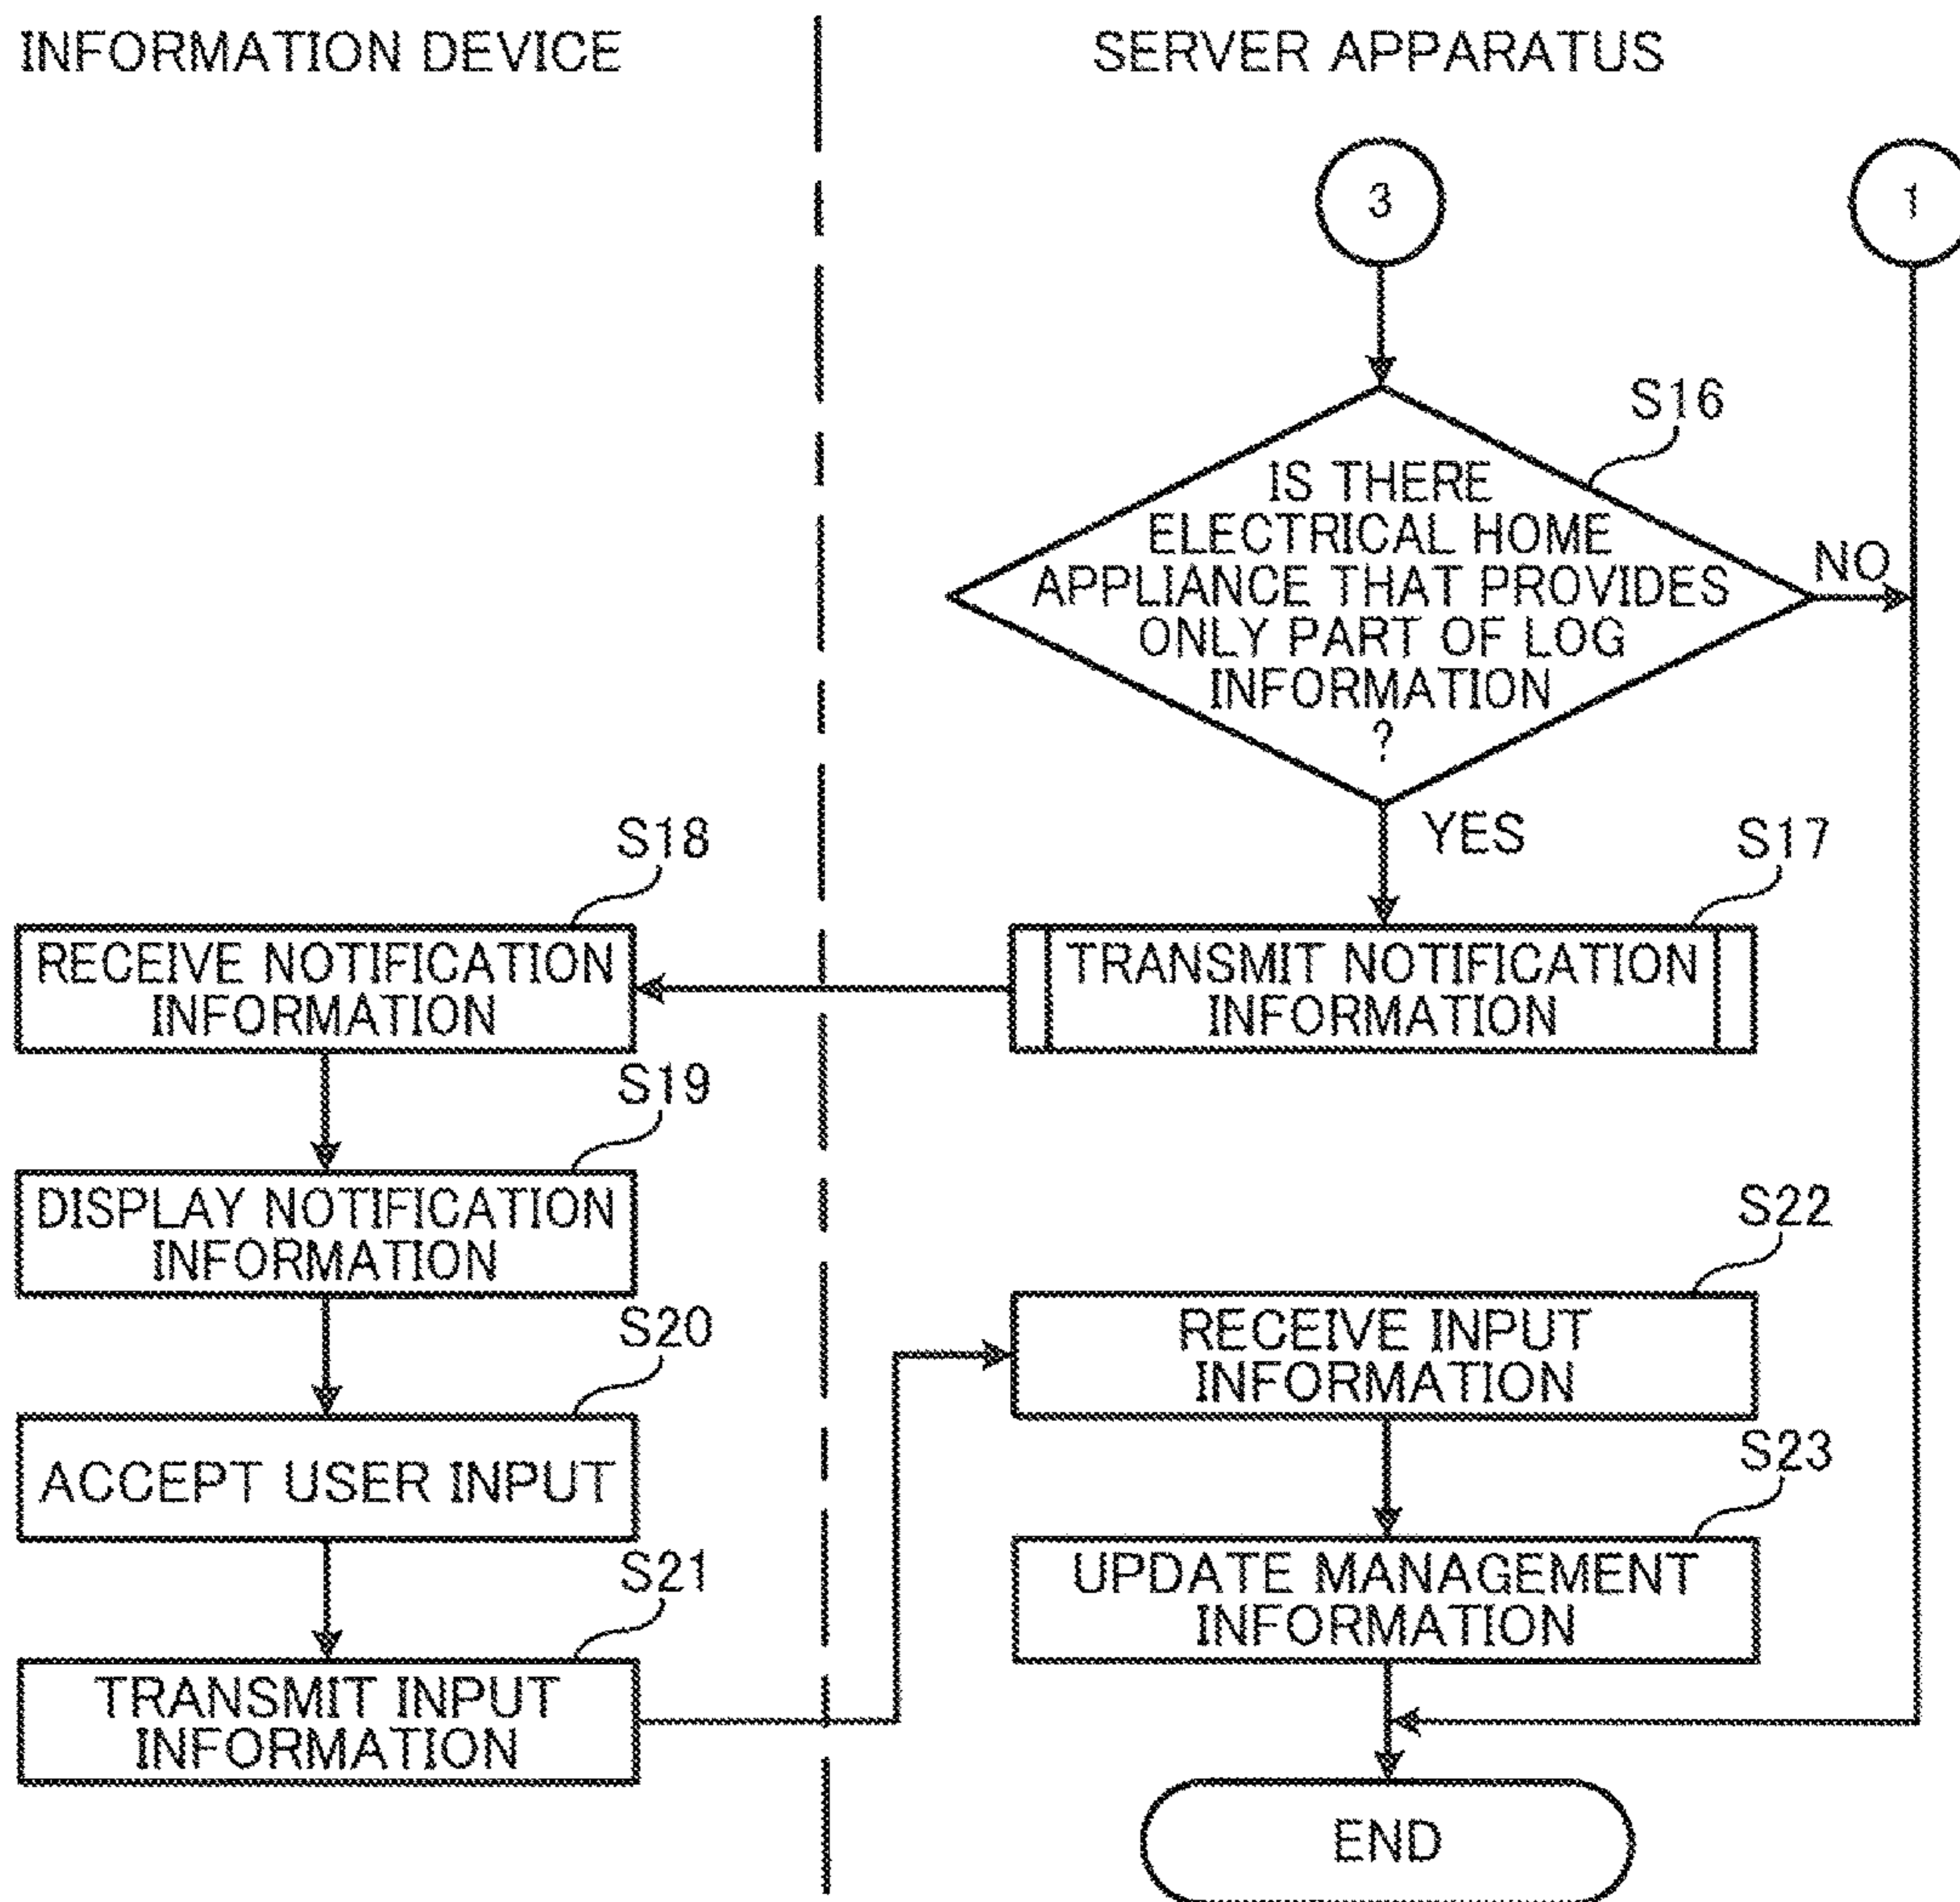 INFORMATION DEVICE
SERVER APPARATUS
3
1
S16
IS THERE
ELECTRICAL HOME
APPLIANCE THAT PROVIDES
ONLY PART OF LOG
INFORMATION
?
NO
YES
S17
TRANSMIT NOTIFICATION
INFORMATION
S18
RECEIVE NOTIFICATION
INFORMATION
S19
DISPLAY NOTIFICATION
INFORMATION
S20
ACCEPT USER INPUT
S21
TRANSMIT INPUT
INFORMATION
S22
RECEIVE INPUT
INFORMATION
S23
UPDATE MANAGEMENT
INFORMATION
END